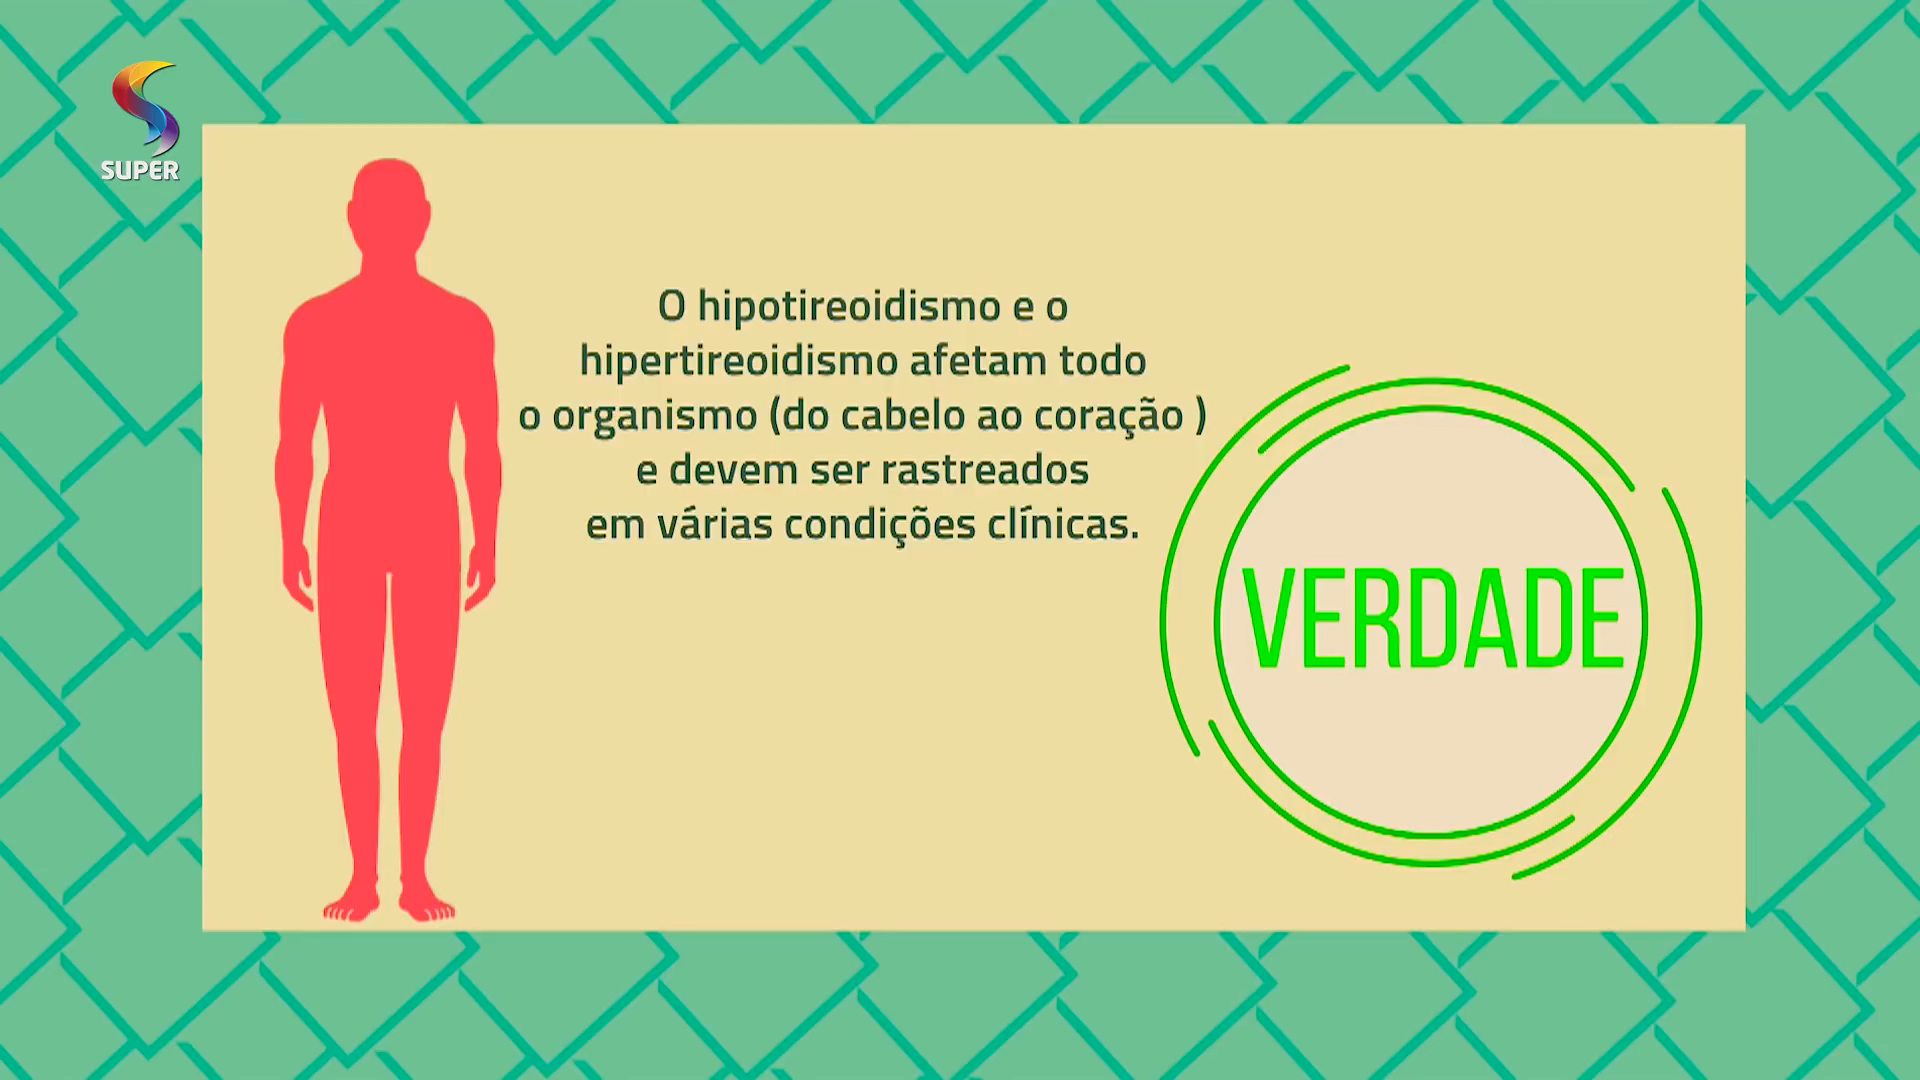 SUPER
O hipotireoidismo e o
hipertireoidismo afetam todo
o organismo (do cabelo ao coração )
e devem ser rastreados
em várias condições clínicas.
VERDADE